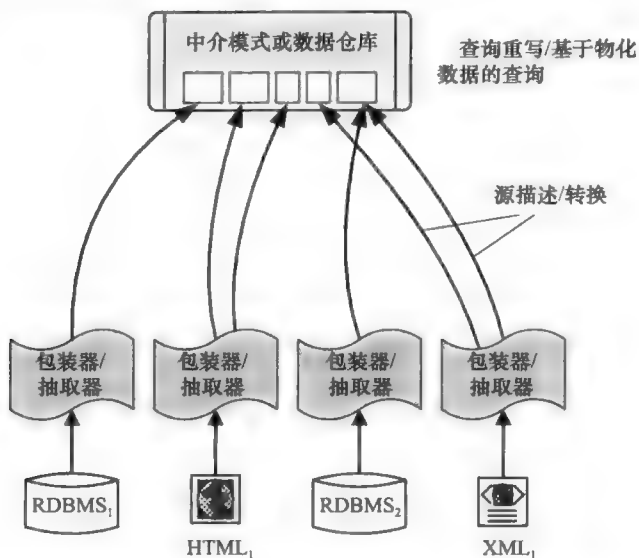 中介模式或数据仓库
查询重写/基于物化
数据的查询
源描述/转换
包装器/
抽取器
包装器/
抽取器
包装器/
抽取器
包装器/
抽取器
RDBMS₁
HTML₁
RDBMS₂
XML₁